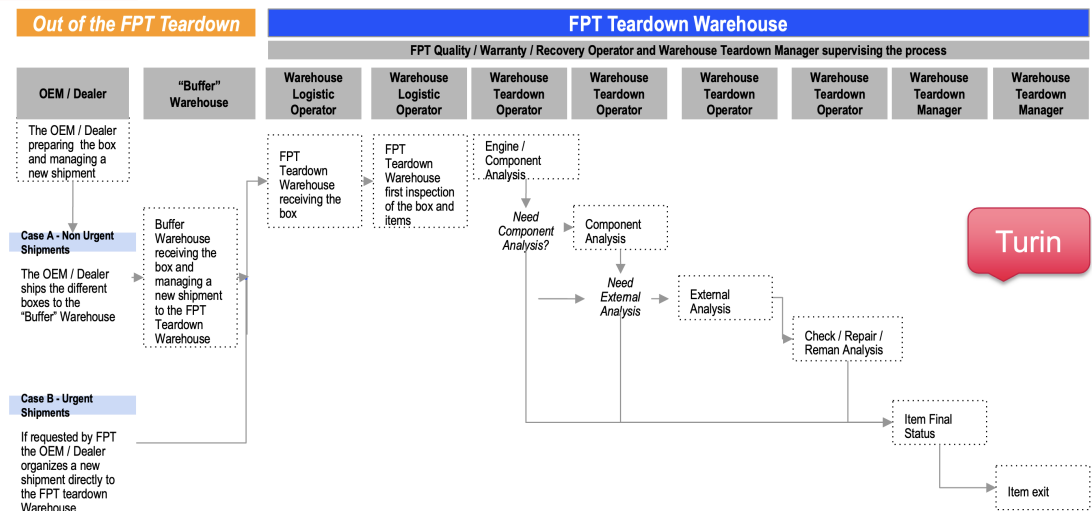 Out of the FPT Teardown
FPT Teardown Warehouse
FPT Quality / Warranty / Recovery Operator and Warehouse Teardown Manager supervising the process
OEM / Dealer
“Buffer”
Warehouse
Warehouse
Logistic
Operator
Warehouse
Logistic
Operator
Warehouse
Teardown
Operator
Warehouse
Teardown
Operator
Warehouse
Teardown
Operator
Warehouse
Teardown
Operator
Warehouse
Teardown
Manager
Warehouse
Teardown
Manager
The OEM / Dealer
preparing the box
and managing a
new shipment
Case A - Non Urgent
Shipments
The OEM / Dealer
ships the different
boxes to the
“Buffer” Warehouse
Case B - Urgent
Shipments
If requested by FPT
the OEM / Dealer
organizes a new
shipment directly to
the FPT teardown
Warehouse
Buffer
Warehouse
receiving the
box and
managing a
new shipment
to the FPT
Teardown
Warehouse
FPT
Teardown
Warehouse
receiving the
box
FPT
Teardown
Warehouse
first inspection
of the box and
items
Engine /
Component
Analysis
Need
Component
Analysis?
Component
Analysis
Need
External
Analysis
External
Analysis
Check / Repair /
Reman Analysis
Item Final
Status
Item exit
Turin